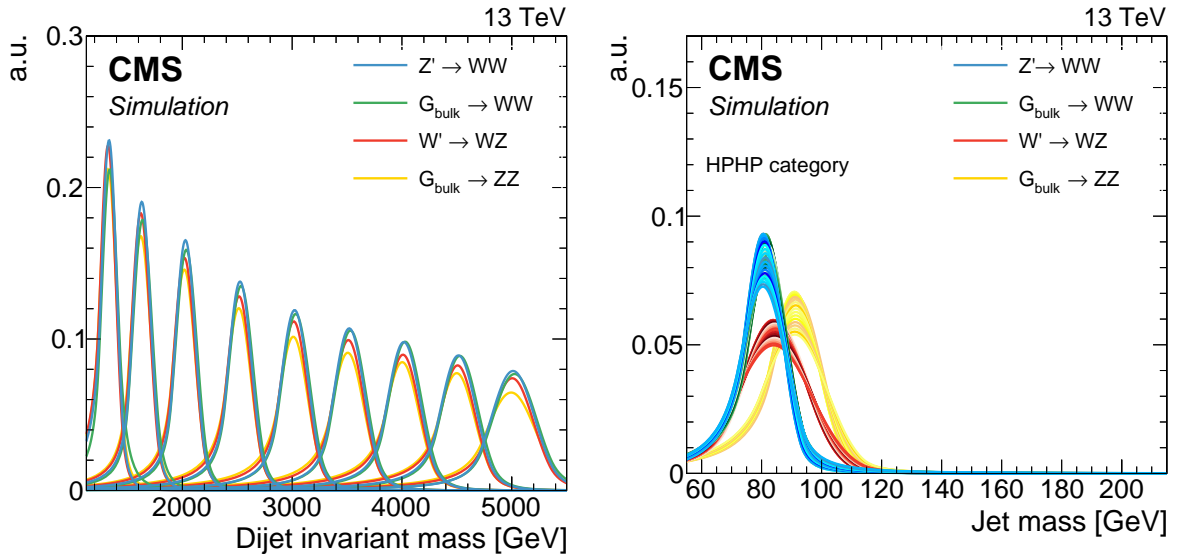 13 TeV
a.u.
0.3
0.2
0.1
0
CMS
Simulation
Z' → WW
G_bulk → WW
W' → WZ
G_bulk → ZZ
2000
3000
4000
5000
Dijet invariant mass [GeV]
13 TeV
a.u.
0.15
0.1
0.05
0
CMS
Simulation
HPHP category
Z' → WW
G_bulk → WW
W' → WZ
G_bulk → ZZ
60
80
100
120
140
160
180
200
Jet mass [GeV]